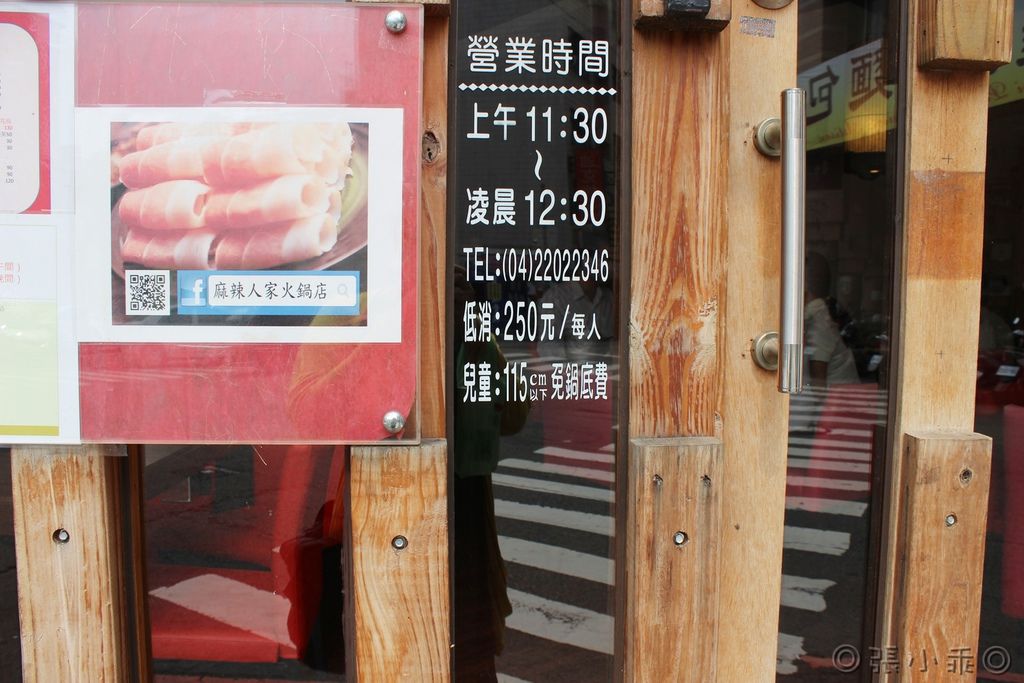 營業時間
上午 11:30
~
凌晨 12:30
TEL:(04)22022346
低消:250元/每人
兒童:115cm以下免鍋底費
f 麻辣人家火鍋店
麵包
◎張小乖◎